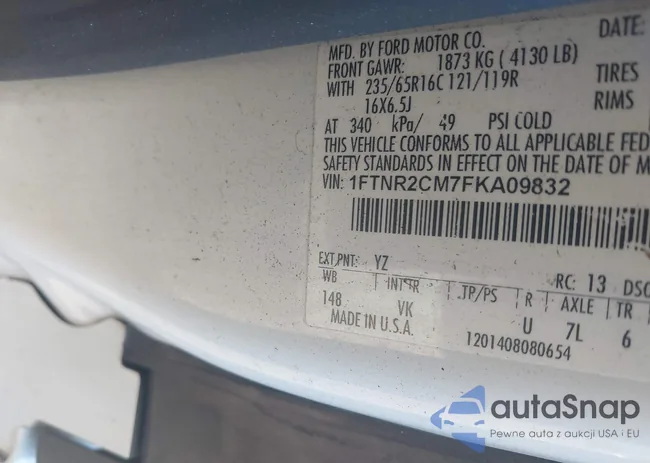 DATE:
MFD. BY FORD MOTOR CO.
FRONT GAWR: 1873 KG ( 4130 LB)
WITH 235/65R16C 121/119R TIRES
16X6.5J RIMS
AT 340 kPa/ 49 PSI COLD
THIS VEHICLE CONFORMS TO ALL APPLICABLE FED
SAFETY STANDARDS IN EFFECT ON THE DATE OF M
VIN: 1FTNR2CM7FKA09832
EXT PNT: YZ RC: 13 DSO
WB INT TR TP/PS R AXLE TR
148 VK U 7L 6
MADE IN U.S.A. 1201408080654
autaSnap
Pewne auta z aukcji USA i EU